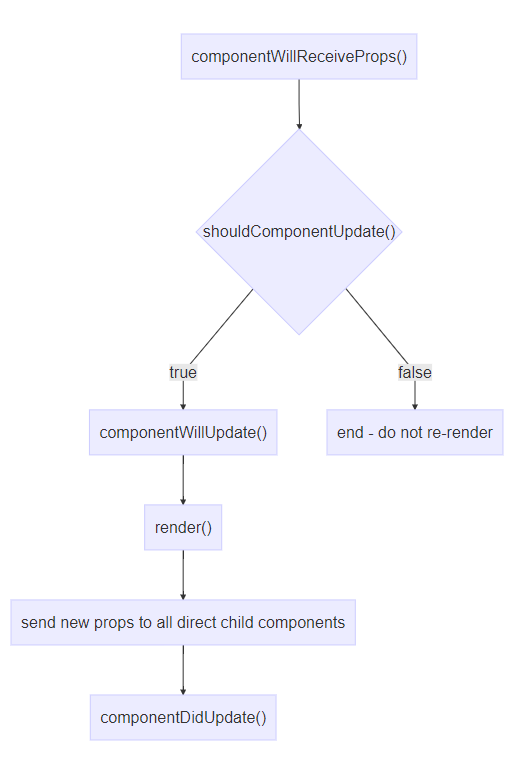 componentWillReceiveProps()
shouldComponentUpdate()
true
false
componentWillUpdate()
end - do not re-render
render()
send new props to all direct child components
componentDidUpdate()